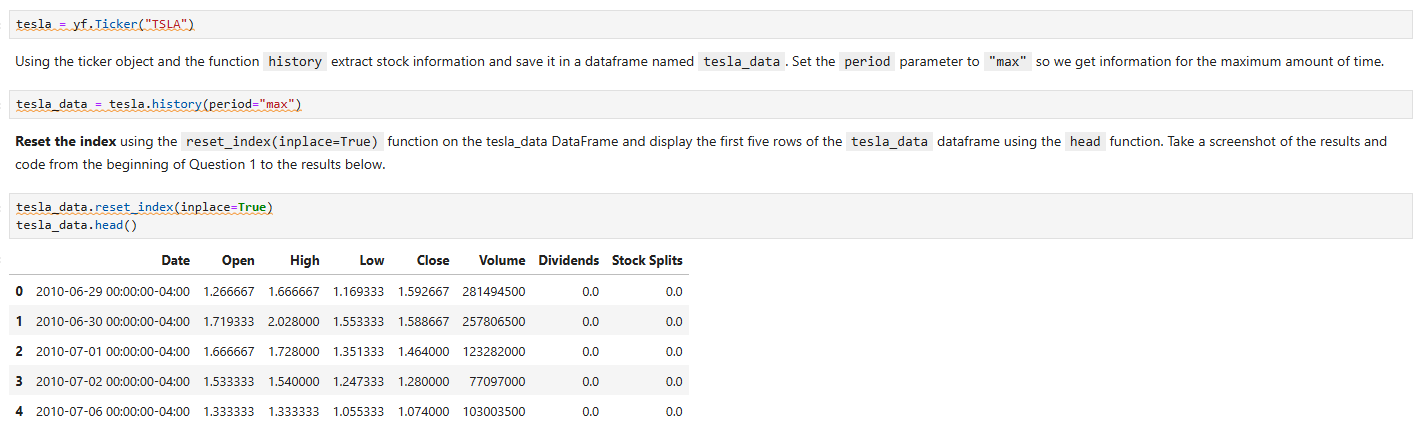 tesla = yf.Ticker("TSLA")
Using the ticker object and the function history extract stock information and save it in a dataframe named tesla_data. Set the period parameter to "max" so we get information for the maximum amount of time.
tesla_data = tesla.history(period="max")
Reset the index using the reset_index(inplace=True) function on the tesla_data DataFrame and display the first five rows of the tesla_data dataframe using the head function. Take a screenshot of the results and
code from the beginning of Question 1 to the results below.
tesla_data.reset_index(inplace=True)
tesla_data.head()
Date Open High Low Close Volume Dividends Stock Splits
0 2010-06-29 00:00:00-04:00 1.266667 1.666667 1.169333 1.592667 281494500 0.0 0.0
1 2010-06-30 00:00:00-04:00 1.719333 2.028000 1.553333 1.588667 257806500 0.0 0.0
2 2010-07-01 00:00:00-04:00 1.666667 1.728000 1.351333 1.464000 123282000 0.0 0.0
3 2010-07-02 00:00:00-04:00 1.533333 1.540000 1.247333 1.280000 77097000 0.0 0.0
4 2010-07-06 00:00:00-04:00 1.333333 1.333333 1.055333 1.074000 103003500 0.0 0.0